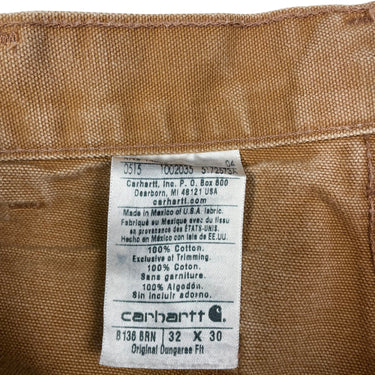 04
0515 1002035
Carhartt, Inc. P.O. Box 600
Dearborn, MI 48121 USA
carhartt.com
Made in Mexico of U.S.A. fabric.
Fabriqué au Mexique avec du tissu
en provenance des ÉTATS-UNIS.
Hecho en México con tela de EE.UU.
100% Cotton.
Exclusive of Trimming.
100% Coton.
Sans garniture.
100% Algodón.
Sin incluir adorno.
carhartt
B136 BRN 32 X 30
Original Dungaree Fit